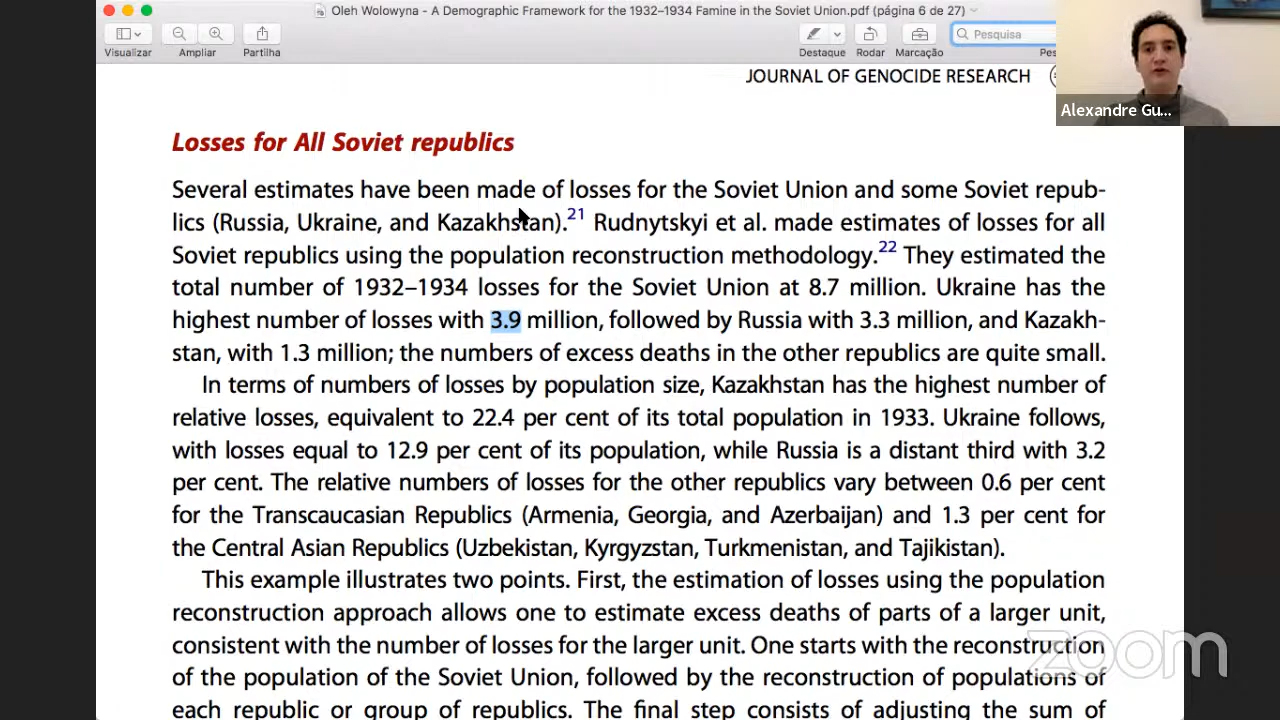 Oleh Wolowyna - A Demographic Framework for the 1932–1934 Famine in the Soviet Union.pdf (página 6 de 27)
Visualizar
Ampliar
Partilha
Destaque
Rodar
Marcação
Pesquisa
Pes
Alexandre Gu...
JOURNAL OF GENOCIDE RESEARCH
Losses for All Soviet republics
Several estimates have been made of losses for the Soviet Union and some Soviet repub-
lics (Russia, Ukraine, and Kazakhstan).21 Rudnytskyi et al. made estimates of losses for all
Soviet republics using the population reconstruction methodology.22 They estimated the
total number of 1932–1934 losses for the Soviet Union at 8.7 million. Ukraine has the
highest number of losses with 3.9 million, followed by Russia with 3.3 million, and Kazakh-
stan, with 1.3 million; the numbers of excess deaths in the other republics are quite small.
In terms of numbers of losses by population size, Kazakhstan has the highest number of
relative losses, equivalent to 22.4 per cent of its total population in 1933. Ukraine follows,
with losses equal to 12.9 per cent of its population, while Russia is a distant third with 3.2
per cent. The relative numbers of losses for the other republics vary between 0.6 per cent
for the Transcaucasian Republics (Armenia, Georgia, and Azerbaijan) and 1.3 per cent for
the Central Asian Republics (Uzbekistan, Kyrgyzstan, Turkmenistan, and Tajikistan).
This example illustrates two points. First, the estimation of losses using the population
reconstruction approach allows one to estimate excess deaths of parts of a larger unit,
consistent with the number of losses for the larger unit. One starts with the reconstruction
of the population of the Soviet Union, followed by the reconstruction of populations of
each republic or group of republics. The final step consists of adjusting the sum of
zoom